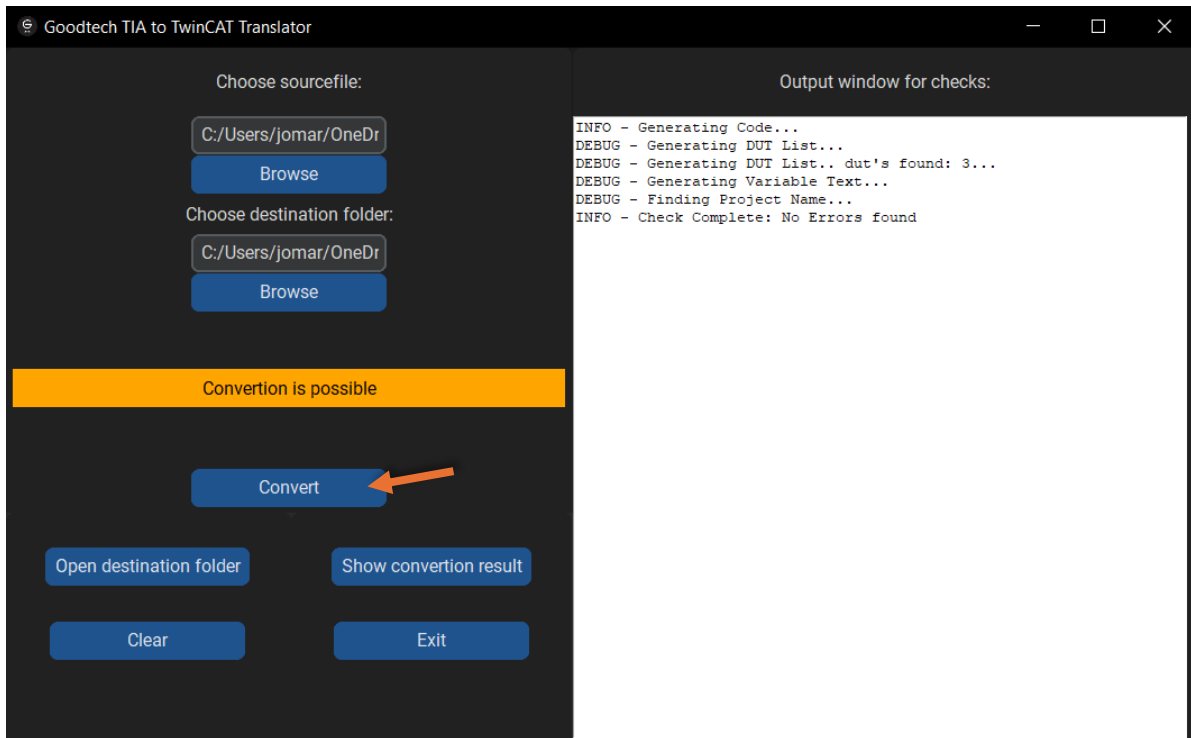 Goodtech TIA to TwinCAT Translator
Choose sourcefile:
C:/Users/jomar/OneDr
Browse
Choose destination folder:
C:/Users/jomar/OneDr
Browse
Convertion is possible
Convert
Open destination folder
Show convertion result
Clear
Exit
Output window for checks:
INFO - Generating Code...
DEBUG - Generating DUT List...
DEBUG - Generating DUT List.. dut's found: 3...
DEBUG - Generating Variable Text...
DEBUG - Finding Project Name...
INFO - Check Complete: No Errors found